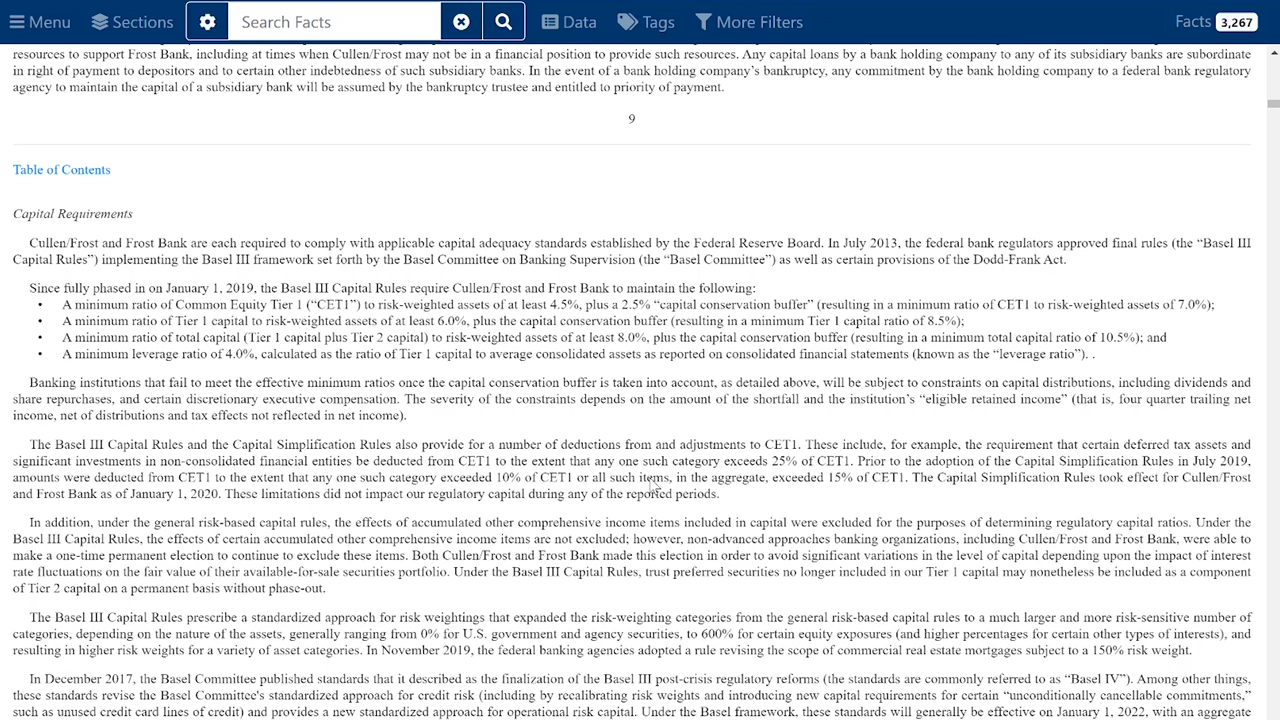 Menu Sections Search Facts Data Tags More Filters Facts 3,267
resources to support Frost Bank, including at times when Cullen/Frost may not be in a financial position to provide such resources. Any capital loans by a bank holding company to any of its subsidiary banks are subordinate
in right of payment to depositors and to certain other indebtedness of such subsidiary banks. In the event of a bank holding company's bankruptcy, any commitment by the bank holding company to a federal bank regulatory
agency to maintain the capital of a subsidiary bank will be assumed by the bankruptcy trustee and entitled to priority of payment.
9
Table of Contents
Capital Requirements
Cullen/Frost and Frost Bank are each required to comply with applicable capital adequacy standards established by the Federal Reserve Board. In July 2013, the federal bank regulators approved final rules (the “Basel III
Capital Rules”) implementing the Basel III framework set forth by the Basel Committee on Banking Supervision (the “Basel Committee”) as well as certain provisions of the Dodd-Frank Act.
Since fully phased in on January 1, 2019, the Basel III Capital Rules require Cullen/Frost and Frost Bank to maintain the following:
• A minimum ratio of Common Equity Tier 1 (“CET1”) to risk-weighted assets of at least 4.5%, plus a 2.5% “capital conservation buffer” (resulting in a minimum ratio of CET1 to risk-weighted assets of 7.0%);
• A minimum ratio of Tier 1 capital to risk-weighted assets of at least 6.0%, plus the capital conservation buffer (resulting in a minimum Tier 1 capital ratio of 8.5%);
• A minimum ratio of total capital (Tier 1 capital plus Tier 2 capital) to risk-weighted assets of at least 8.0%, plus the capital conservation buffer (resulting in a minimum total capital ratio of 10.5%); and
• A minimum leverage ratio of 4.0%, calculated as the ratio of Tier 1 capital to average consolidated assets as reported on consolidated financial statements (known as the “leverage ratio”). .
Banking institutions that fail to meet the effective minimum ratios once the capital conservation buffer is taken into account, as detailed above, will be subject to constraints on capital distributions, including dividends and
share repurchases, and certain discretionary executive compensation. The severity of the constraints depends on the amount of the shortfall and the institution's “eligible retained income” (that is, four quarter trailing net
income, net of distributions and tax effects not reflected in net income).
The Basel III Capital Rules and the Capital Simplification Rules also provide for a number of deductions from and adjustments to CET1. These include, for example, the requirement that certain deferred tax assets and
significant investments in non-consolidated financial entities be deducted from CET1 to the extent that any one such category exceeds 25% of CET1. Prior to the adoption of the Capital Simplification Rules in July 2019,
amounts were deducted from CET1 to the extent that any one such category exceeded 10% of CET1 or all such items, in the aggregate, exceeded 15% of CET1. The Capital Simplification Rules took effect for Cullen/Frost
and Frost Bank as of January 1, 2020. These limitations did not impact our regulatory capital during any of the reported periods.
In addition, under the general risk-based capital rules, the effects of accumulated other comprehensive income items included in capital were excluded for the purposes of determining regulatory capital ratios. Under the
Basel III Capital Rules, the effects of certain accumulated other comprehensive income items are not excluded; however, non-advanced approaches banking organizations, including Cullen/Frost and Frost Bank, were able to
make a one-time permanent election to continue to exclude these items. Both Cullen/Frost and Frost Bank made this election in order to avoid significant variations in the level of capital depending upon the impact of interest
rate fluctuations on the fair value of their available-for-sale securities portfolio. Under the Basel III Capital Rules, trust preferred securities no longer included in our Tier 1 capital may nonetheless be included as a component
of Tier 2 capital on a permanent basis without phase-out.
The Basel III Capital Rules prescribe a standardized approach for risk weightings that expanded the risk-weighting categories from the general risk-based capital rules to a much larger and more risk-sensitive number of
categories, depending on the nature of the assets, generally ranging from 0% for U.S. government and agency securities, to 600% for certain equity exposures (and higher percentages for certain other types of interests), and
resulting in higher risk weights for a variety of asset categories. In November 2019, the federal banking agencies adopted a rule revising the scope of commercial real estate mortgages subject to a 150% risk weight.
In December 2017, the Basel Committee published standards that it described as the finalization of the Basel III post-crisis regulatory reforms (the standards are commonly referred to as “Basel IV”). Among other things,
these standards revise the Basel Committee's standardized approach for credit risk (including by recalibrating risk weights and introducing new capital requirements for certain “unconditionally cancellable commitments,”
such as unused credit card lines of credit) and provides a new standardized approach for operational risk capital. Under the Basel framework, these standards will generally be effective on January 1, 2022, with an aggregate